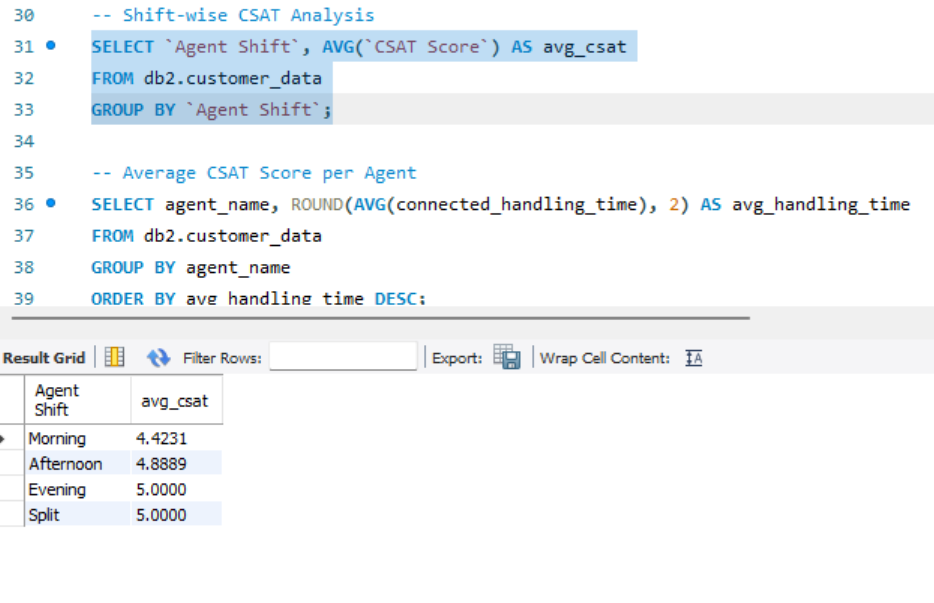 30 -- Shift-wise CSAT Analysis
31 SELECT `Agent Shift`, AVG(`CSAT Score`) AS avg_csat
32 FROM db2.customer_data
33 GROUP BY `Agent Shift`;
34
35 -- Average CSAT Score per Agent
36 SELECT agent_name, ROUND(AVG(connected_handling_time), 2) AS avg_handling_time
37 FROM db2.customer_data
38 GROUP BY agent_name
39 ORDER BY avg_handling_time DESC;
Result Grid Filter Rows: Export: Wrap Cell Content: IA
Agent Shift avg_csat
Morning 4.4231
Afternoon 4.8889
Evening 5.0000
Split 5.0000